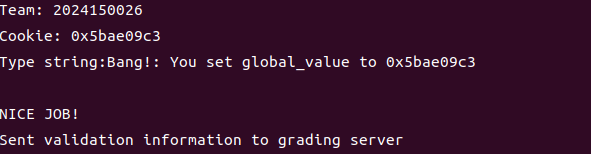 Team: 2024150026
Cookie: 0x5bae09c3
Type string:Bang!: You set global_value to 0x5bae09c3
NICE JOB!
Sent validation information to grading server